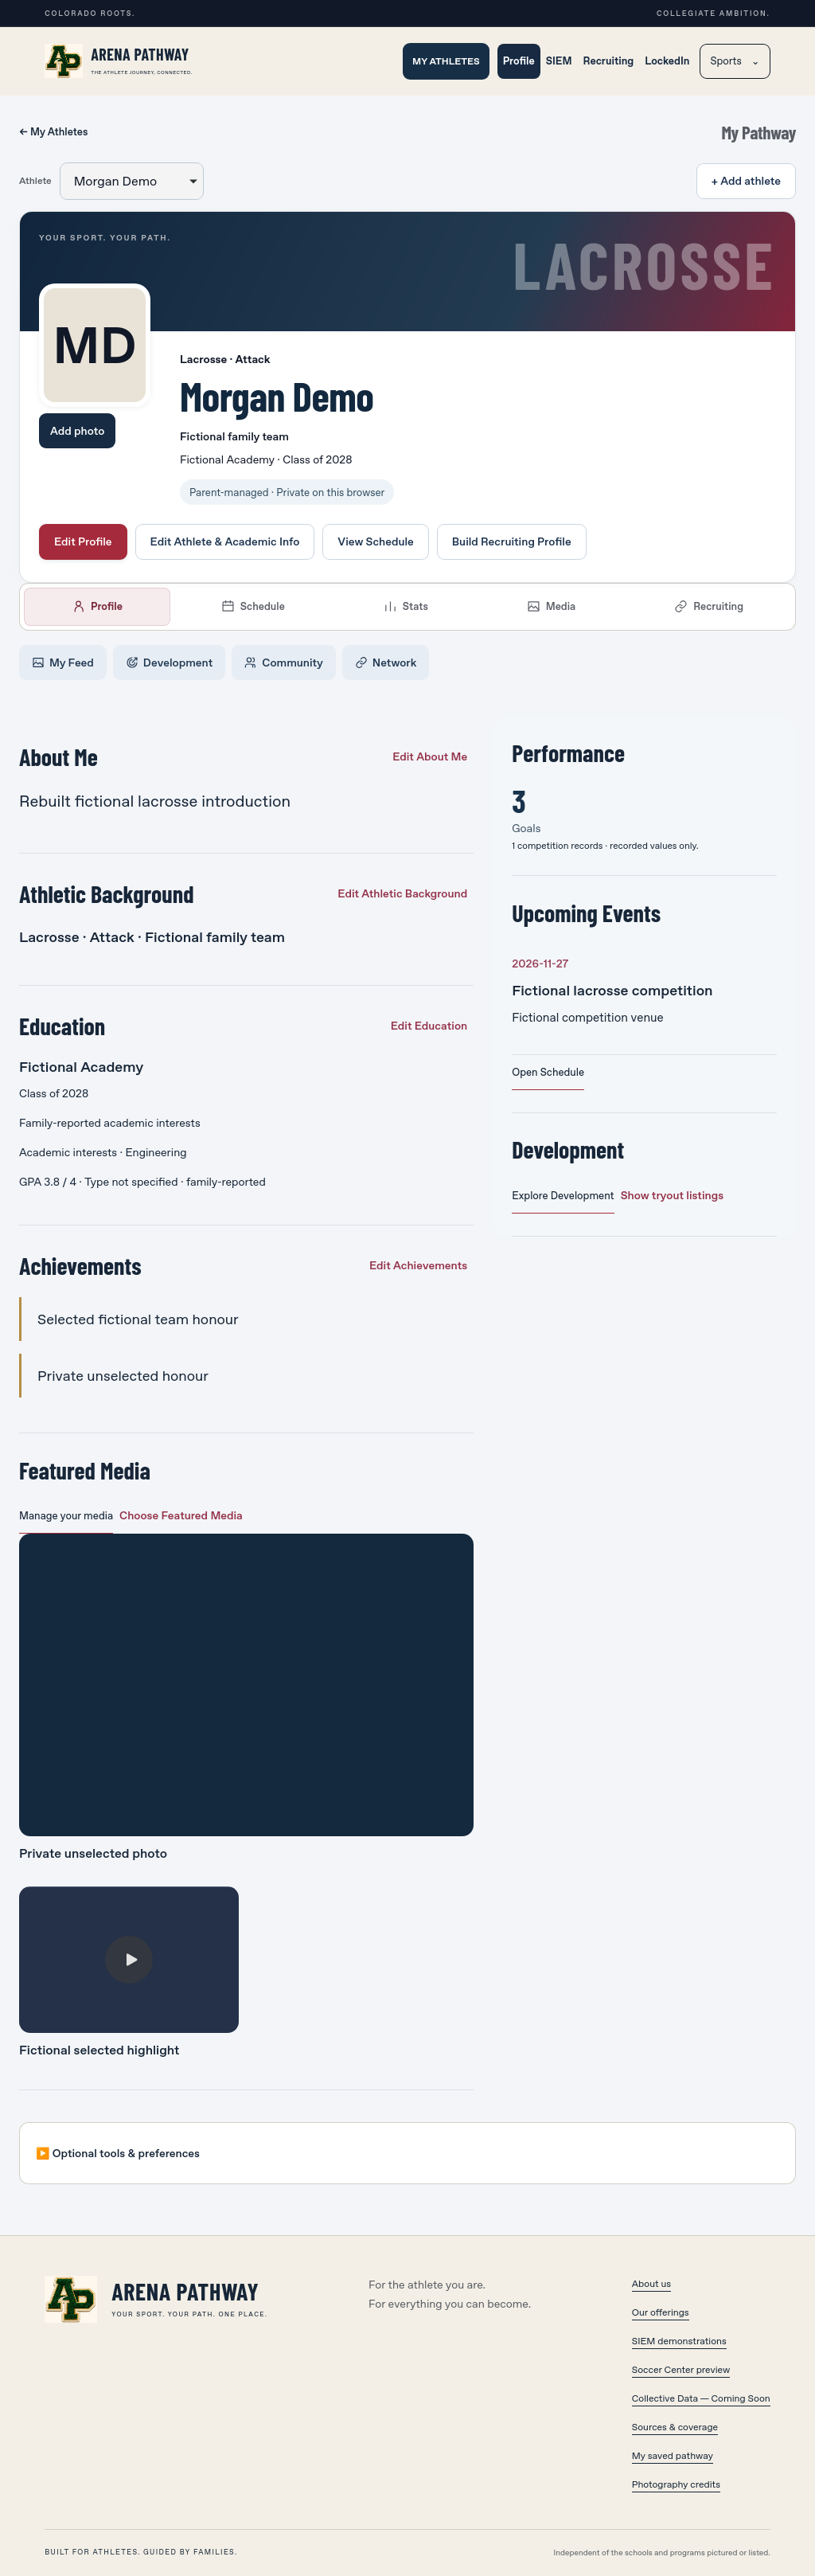 COLORADO ROOTS.
COLLEGIATE AMBITION.
AP
ARENA PATHWAY
THE ATHLETE JOURNEY, CONNECTED.
MY ATHLETES
Profile
SIEM
Recruiting
LockedIn
Sports
← My Athletes
My Pathway
Athlete
Morgan Demo
+ Add athlete
YOUR SPORT. YOUR PATH.
LACROSSE
MD
Add photo
Lacrosse · Attack
Morgan Demo
Fictional family team
Fictional Academy · Class of 2028
Parent-managed · Private on this browser
Edit Profile
Edit Athlete & Academic Info
View Schedule
Build Recruiting Profile
Profile
Schedule
Stats
Media
Recruiting
My Feed
Development
Community
Network
About Me
Edit About Me
Rebuilt fictional lacrosse introduction
Athletic Background
Edit Athletic Background
Lacrosse · Attack · Fictional family team
Education
Edit Education
Fictional Academy
Class of 2028
Family-reported academic interests
Academic interests · Engineering
GPA 3.8 / 4 · Type not specified · family-reported
Achievements
Edit Achievements
Selected fictional team honour
Private unselected honour
Featured Media
Manage your media
Choose Featured Media
Private unselected photo
Fictional selected highlight
Performance
3
Goals
1 competition records · recorded values only.
Upcoming Events
2026-11-27
Fictional lacrosse competition
Fictional competition venue
Open Schedule
Development
Explore Development
Show tryout listings
Optional tools & preferences
AP
ARENA PATHWAY
YOUR SPORT. YOUR PATH. ONE PLACE.
For the athlete you are.
For everything you can become.
About us
Our offerings
SIEM demonstrations
Soccer Center preview
Collective Data — Coming Soon
Sources & coverage
My saved pathway
Photography credits
BUILT FOR ATHLETES. GUIDED BY FAMILIES.
Independent of the schools and programs pictured or listed.